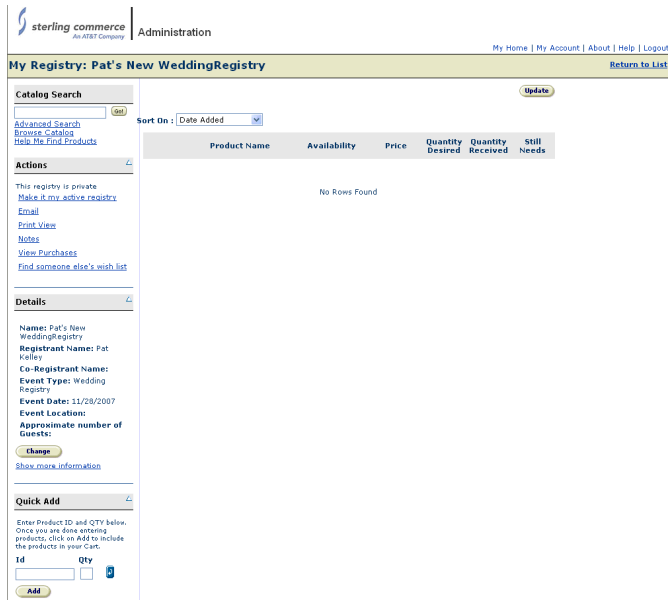 sterling commerce
An AT&T Company
Administration
My Home | My Account | About | Help | Logout
My Registry: Pat's New WeddingRegistry
Return to List
Catalog Search
Go!
Advanced Search
Browse Catalog
Help Me Find Products
Update
Sort On : Date Added
Product Name Availability Price Quantity Desired Quantity Received Still Needs
No Rows Found
Actions
This registry is private
Make it my active registry
Email
Print View
Notes
View Purchases
Find someone else's wish list
Details
Name: Pat's New
WeddingRegistry
Registrant Name: Pat
Kelley
Co-Registrant Name:
Event Type: Wedding
Registry
Event Date: 11/28/2007
Event Location:
Approximate number of
Guests:
Change
Show more information
Quick Add
Enter Product ID and QTY below.
Once you are done entering
products, click on Add to include
the products in your Cart.
Id Qty
Add